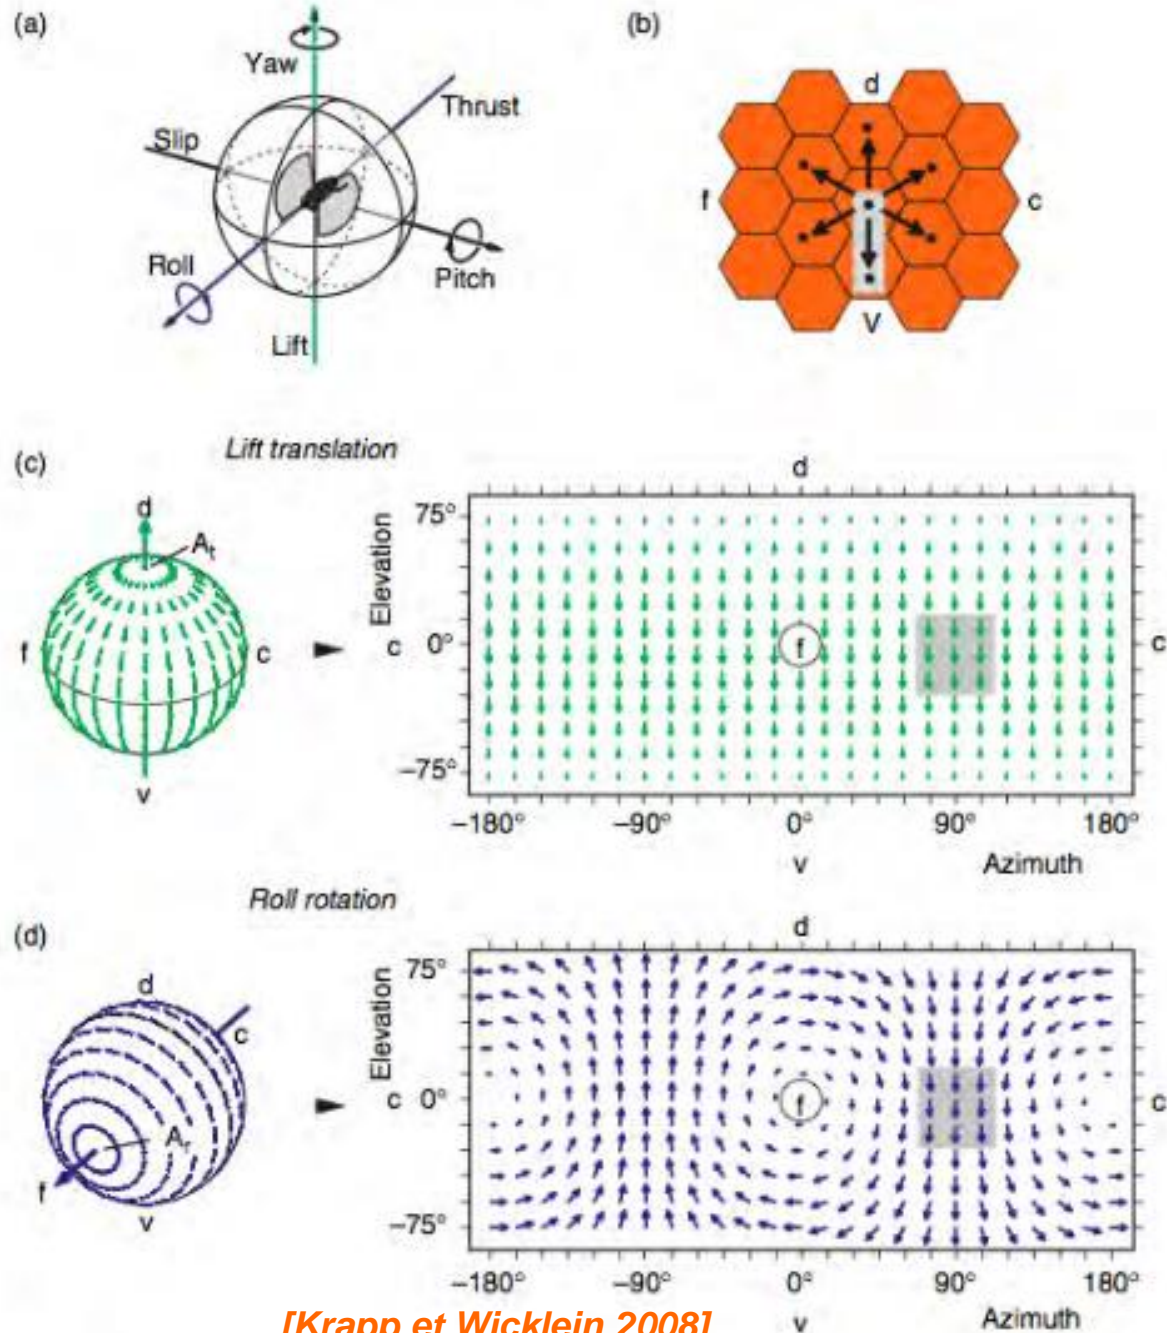 (a)
Yaw
Thrust
Slip
Roll
Pitch
Lift
(b)
d
f
c
V
(c)
Lift translation
d
A_t
f
c
v
d
75°
Elevation
c 0°
f
c
−75°
−180°
−90°
0°
90°
180°
v
Azimuth
Roll rotation
(d)
d
c
A_r
f
v
d
75°
Elevation
c 0°
f
c
−75°
−180°
−90°
0°
90°
180°
[Krapp et Wicklein 2008]
v
Azimuth